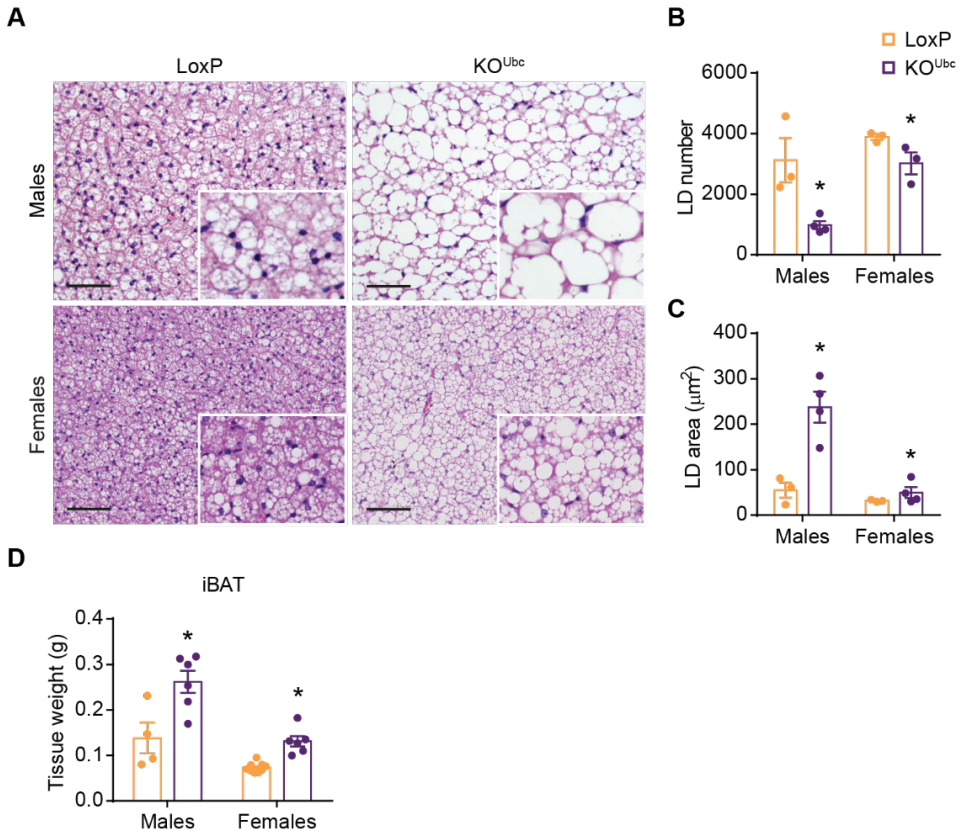 A
LoxP
KO^Ubc
Males
Females
B
LoxP
KO^Ubc
LD number
6000
4000
2000
0
*
*
Males
Females
C
LD area (μm²)
400
300
200
100
0
*
*
Males
Females
D
iBAT
Tissue weight (g)
0.4
0.3
0.2
0.1
0.0
*
*
Males
Females